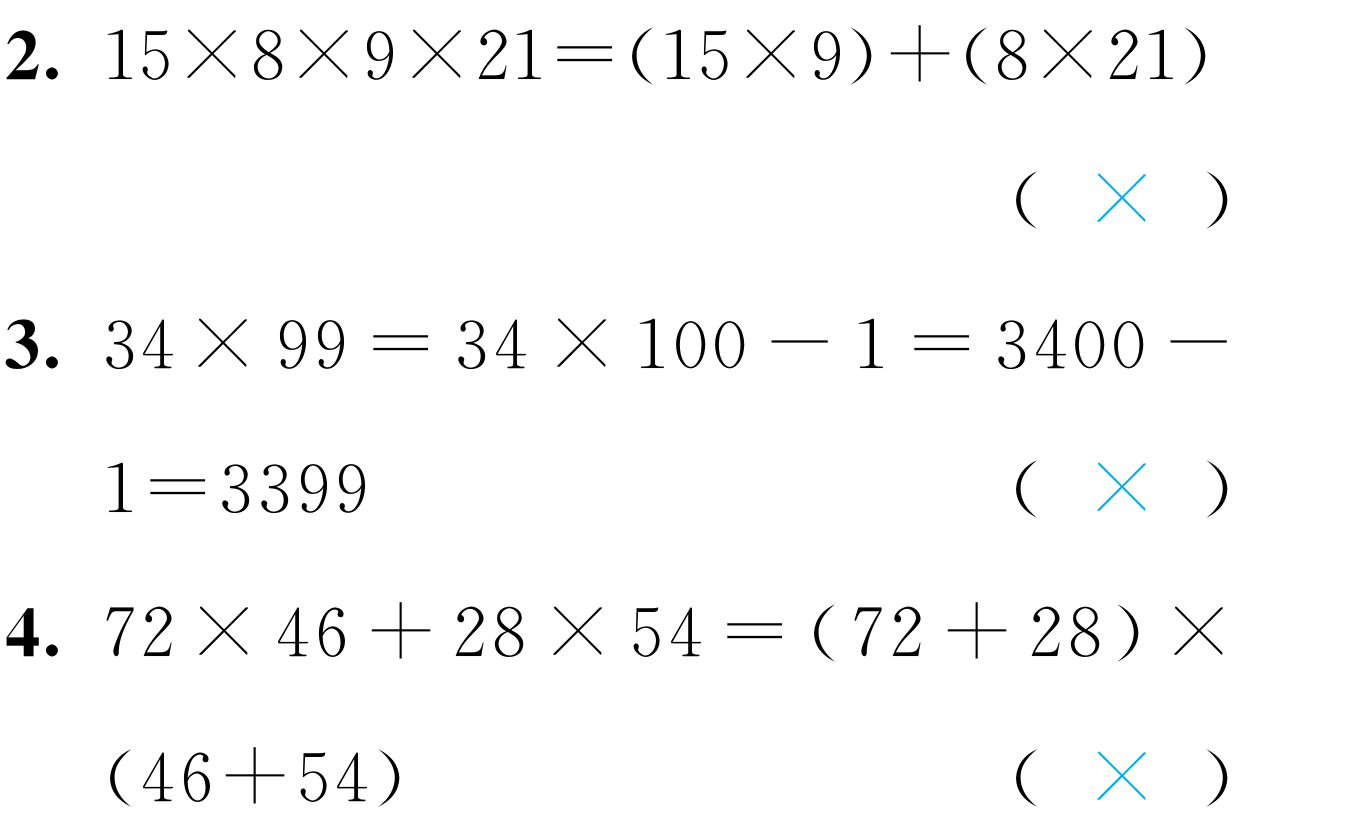 2. 15×8×9×21=(15×9)+(8×21)
( × )
3. 34×99=34×100-1=3400-
1=3399 ( × )
4. 72×46+28×54=(72+28)×
(46+54) ( × )